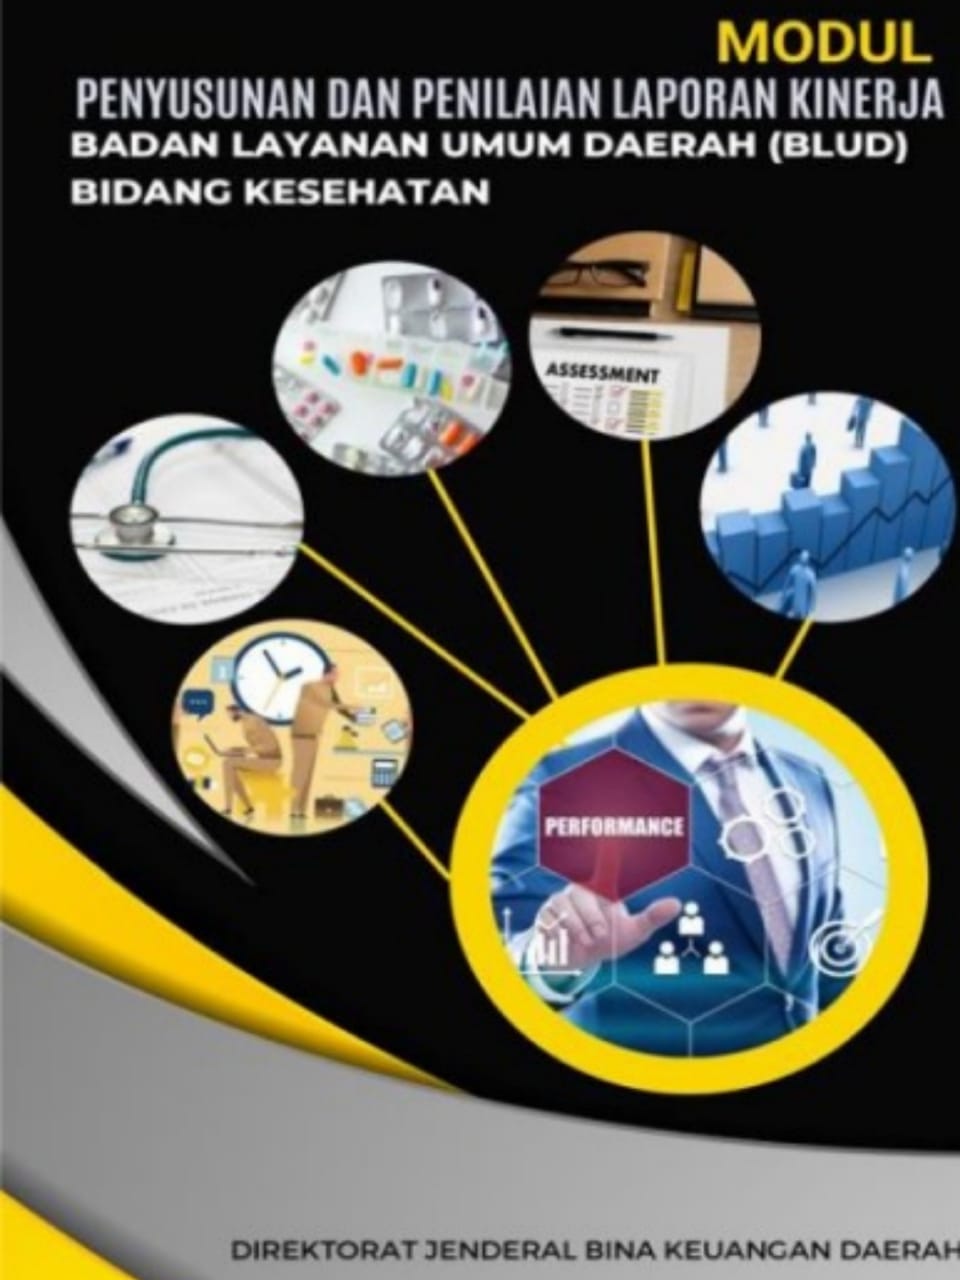 MODUL
PENYUSUNAN DAN PENILAIAN LAPORAN KINERJA
BADAN LAYANAN UMUM DAERAH (BLUD)
BIDANG KESEHATAN
ASSESSMENT
PERFORMANCE
DIREKTORAT JENDERAL BINA KEUANGAN DAERAH